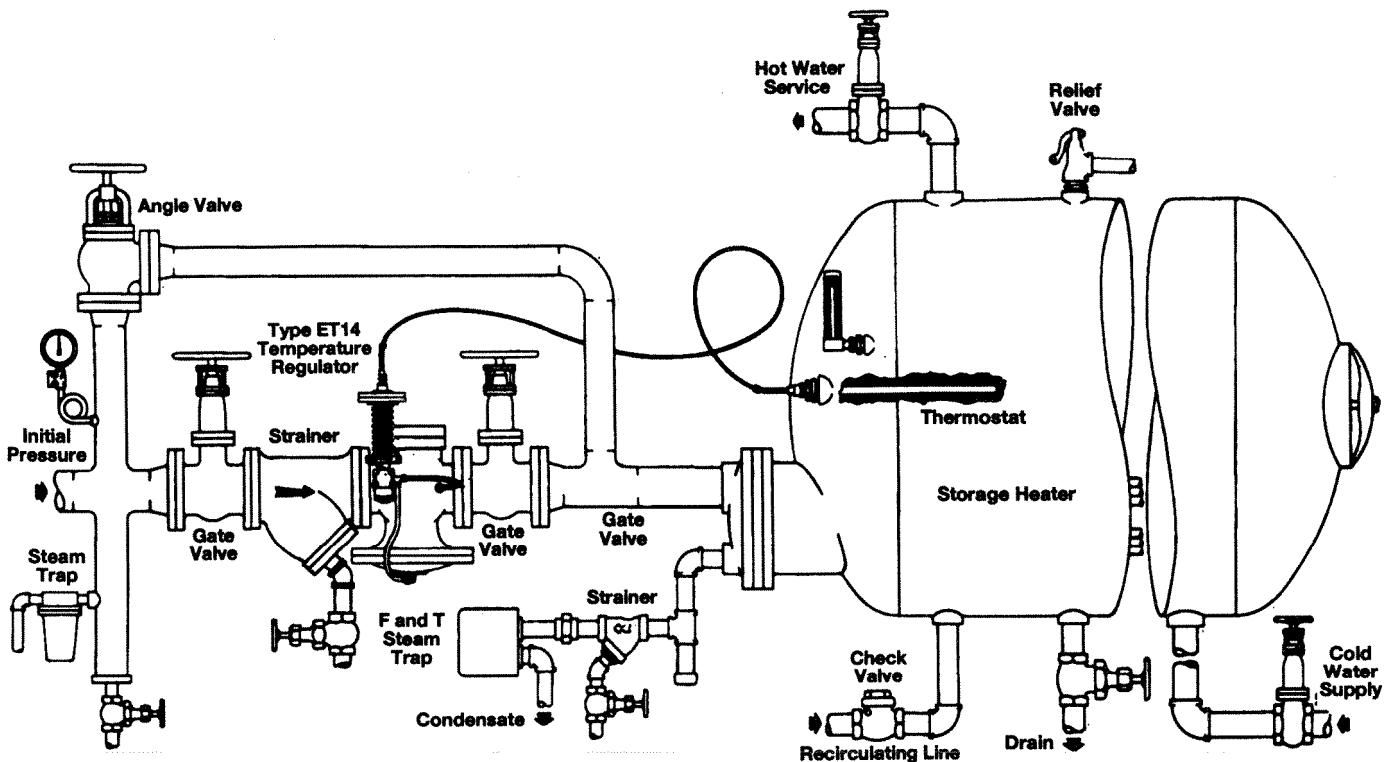 Hot Water
Service
Relief
Valve
Angle Valve
Type ET14
Temperature
Regulator
Thermostat
Initial
Pressure
Strainer
Storage Heater
Gate
Valve
Gate
Valve
Gate
Valve
Steam
Trap
F and T
Steam
Trap
Strainer
Check
Valve
Cold
Water
Supply
Condensate
Recirculating Line
Drain